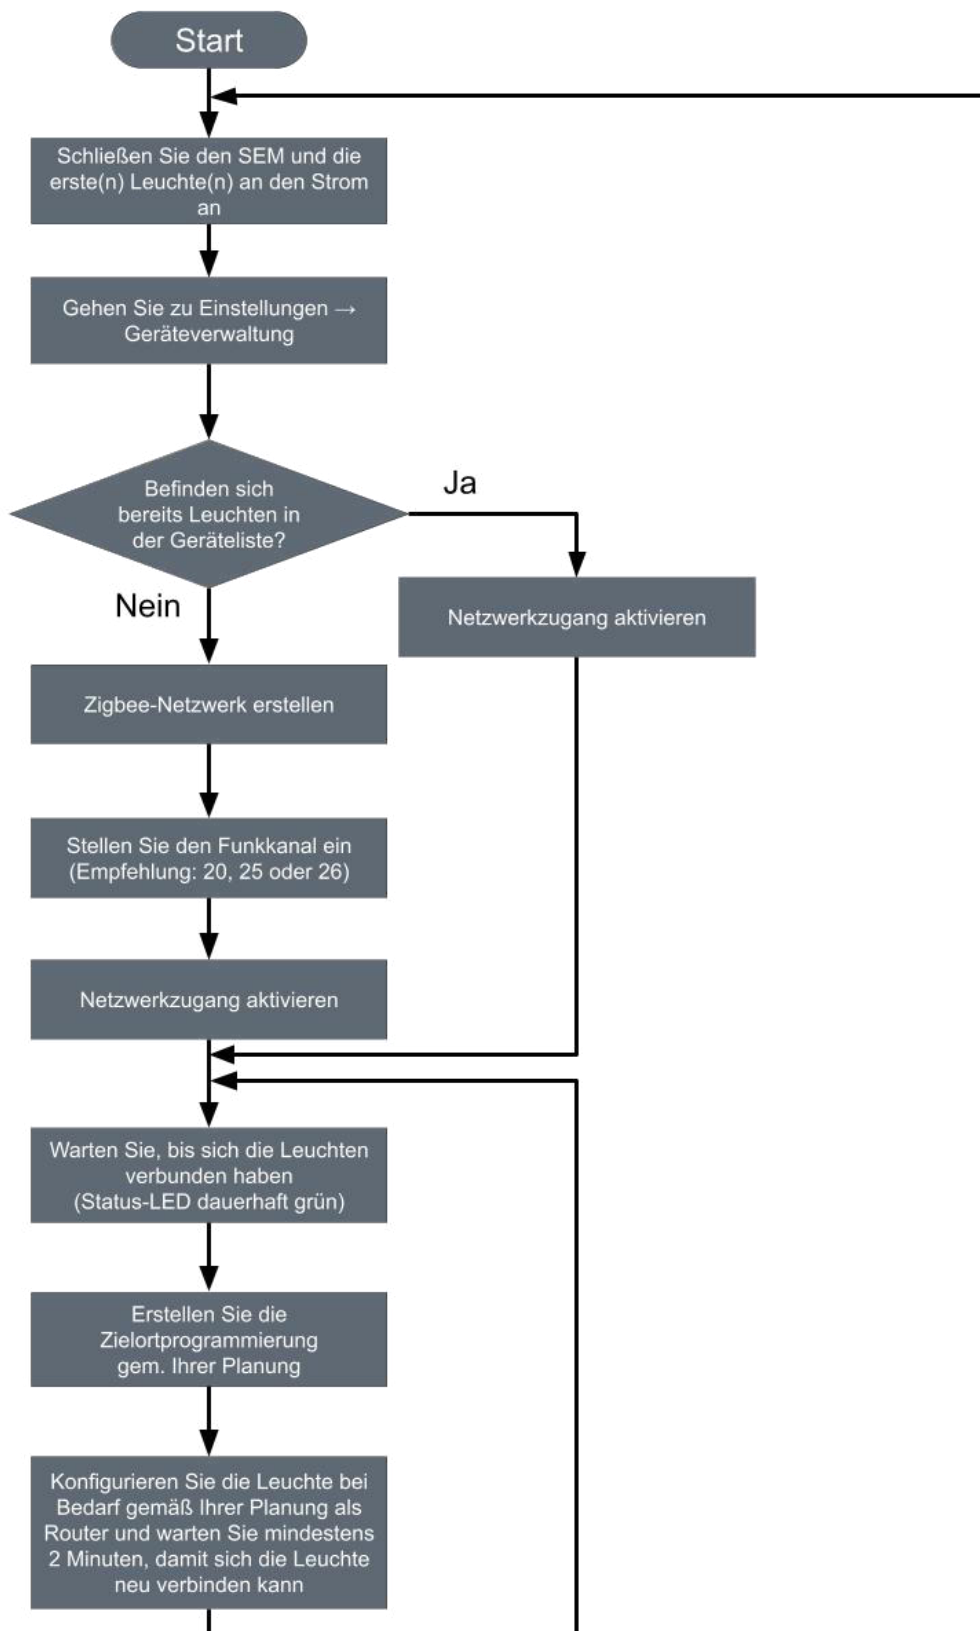 Start
Schließen Sie den SEM und die
erste(n) Leuchte(n) an den Strom
an
Gehen Sie zu Einstellungen →
Geräteverwaltung
Befinden sich
bereits Leuchten in
der Geräteliste?
Ja
Nein
Netzwerkzugang aktivieren
Zigbee-Netzwerk erstellen
Stellen Sie den Funkkanal ein
(Empfehlung: 20, 25 oder 26)
Netzwerkzugang aktivieren
Warten Sie, bis sich die Leuchten
verbunden haben
(Status-LED dauerhaft grün)
Erstellen Sie die
Zielortprogrammierung
gem. Ihrer Planung
Konfigurieren Sie die Leuchte bei
Bedarf gemäß Ihrer Planung als
Router und warten Sie mindestens
2 Minuten, damit sich die Leuchte
neu verbinden kann